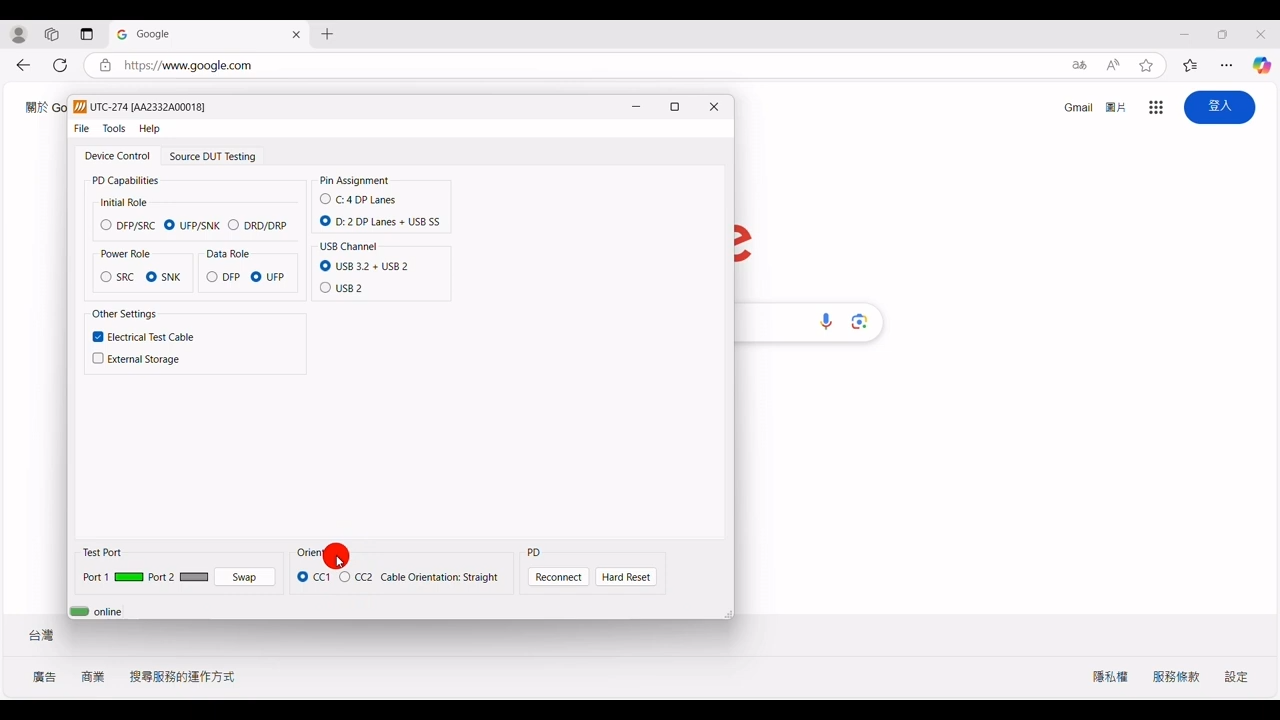 Google
https://www.google.com
關於 Go
Gmail 圖片 登入
UTC-274 [AA2332A00018]
File Tools Help
Device Control Source DUT Testing
PD Capabilities
Initial Role
DFP/SRC UFP/SNK DRD/DRP
Power Role
SRC SNK
Data Role
DFP UFP
Pin Assignment
C: 4 DP Lanes
D: 2 DP Lanes + USB SS
USB Channel
USB 3.2 + USB 2
USB 2
Other Settings
Electrical Test Cable
External Storage
e
Test Port
Port 1 Port 2 Swap
Orient
CC1 CC2 Cable Orientation: Straight
PD
Reconnect Hard Reset
online
台灣
廣告 商業 搜尋服務的運作方式
隱私權 服務條款 設定